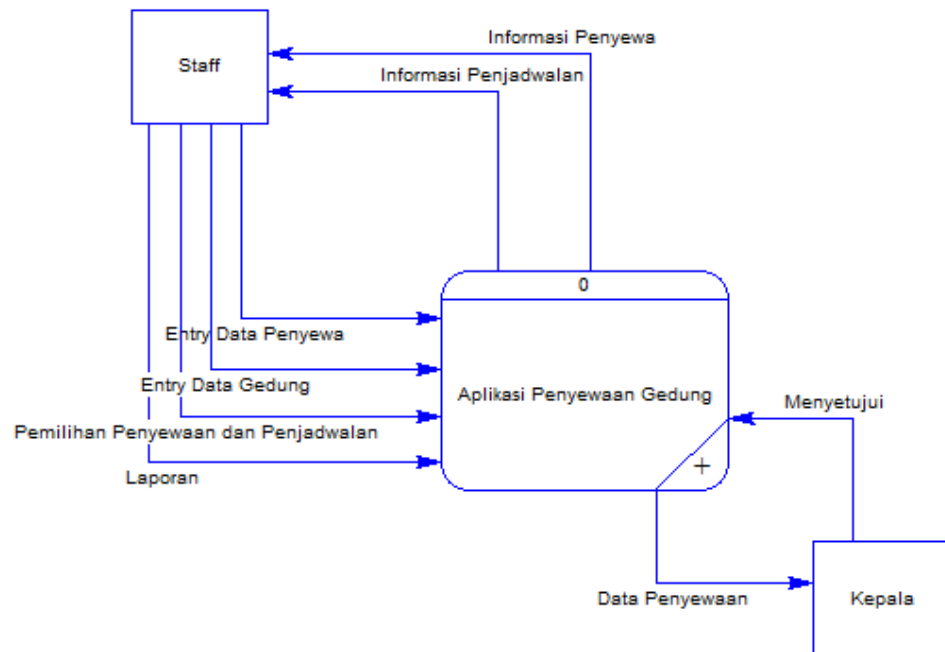 Informasi Penyewa
Staff
Informasi Penjadwalan
0
Entry Data Penyewa
Entry Data Gedung
Aplikasi Penyewaan Gedung
Menyetujui
Pemilihan Penyewaan dan Penjadwalan
+
Laporan
Data Penyewaan
Kepala